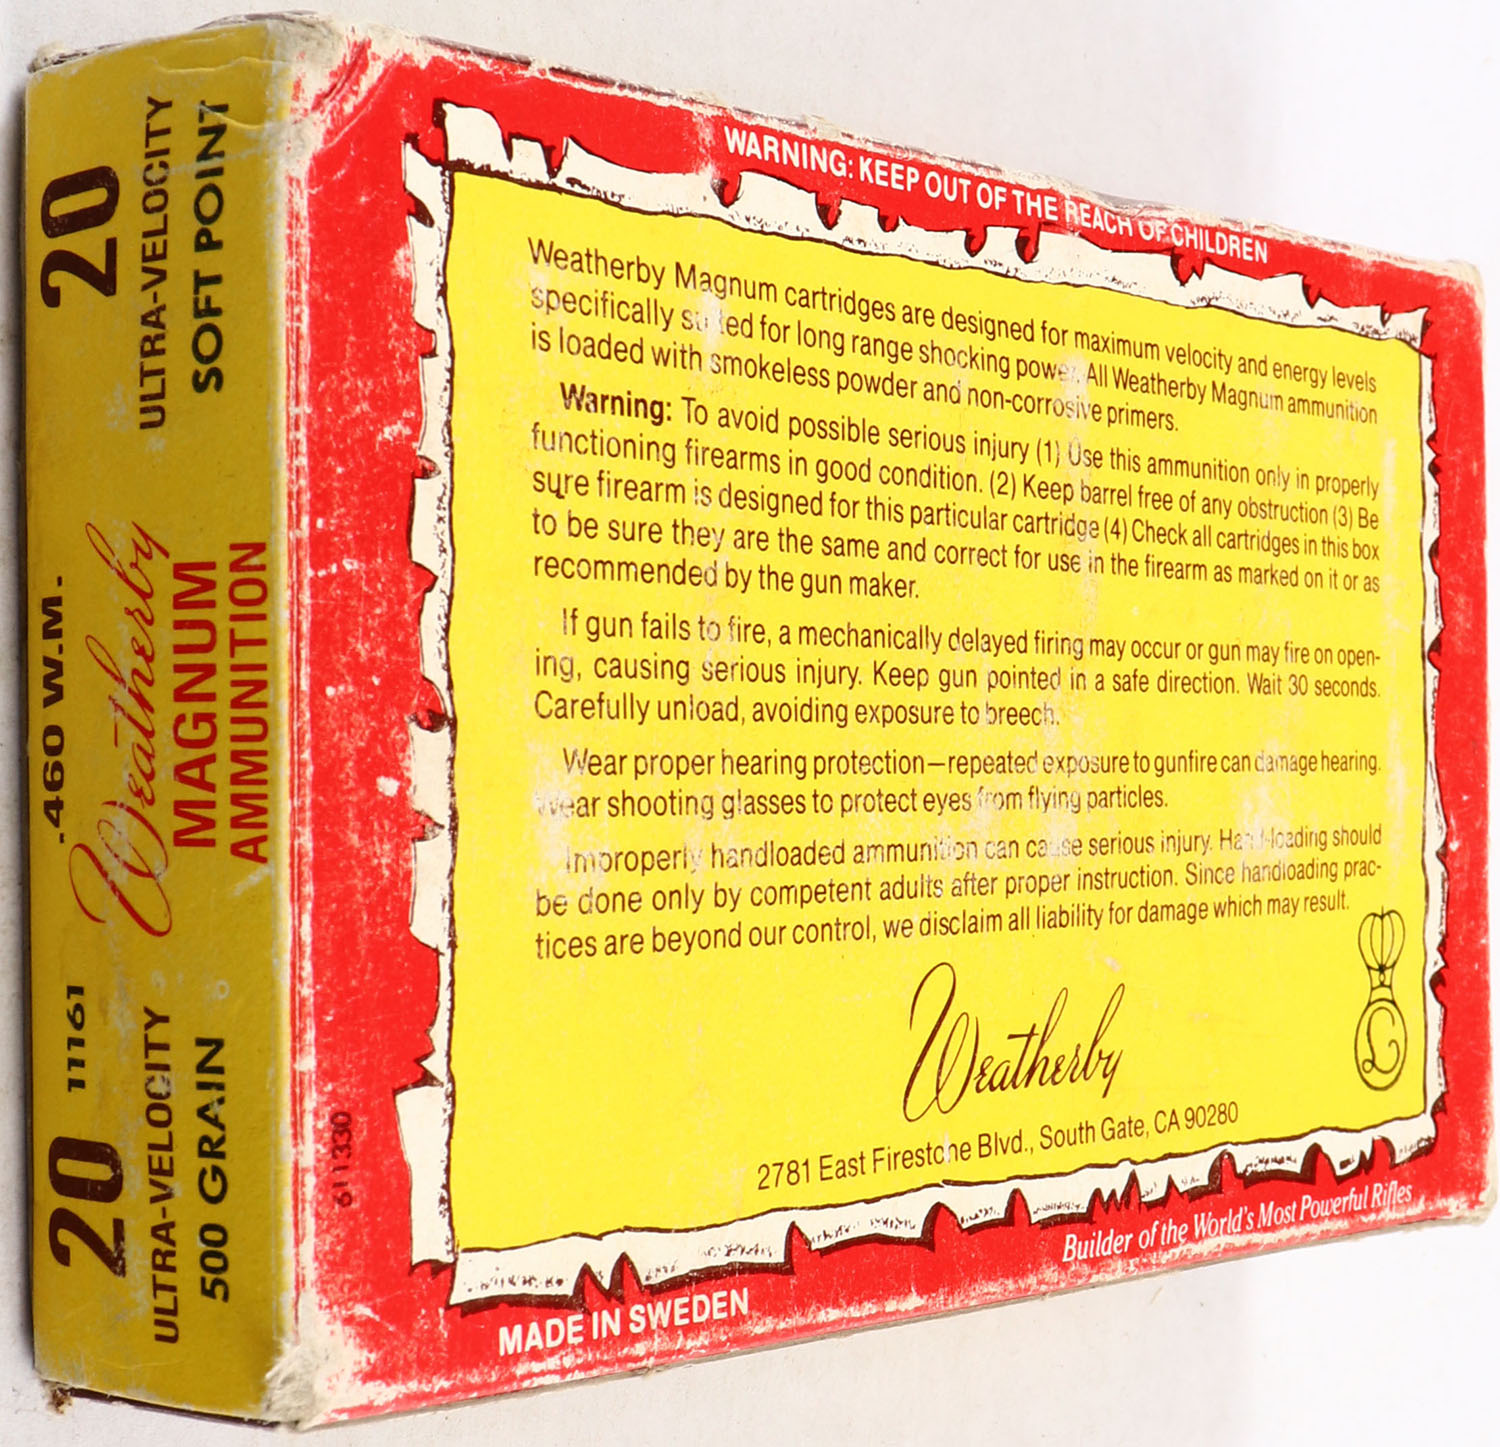 20
ULTRA-VELOCITY
SOFT POINT
.460 W.M.
Weatherby
MAGNUM
AMMUNITION
20
11161
ULTRA-VELOCITY
500 GRAIN
WARNING: KEEP OUT OF THE REACH OF CHILDREN
Weatherby Magnum cartridges are designed for maximum velocity and energy levels
specifically suited for long range shocking power. All Weatherby Magnum ammunition
is loaded with smokeless powder and non-corrosive primers.
Warning: To avoid possible serious injury (1) Use this ammunition only in properly
functioning firearms in good condition. (2) Keep barrel free of any obstruction (3) Be
sure firearm is designed for this particular cartridge (4) Check all cartridges in this box
to be sure they are the same and correct for use in the firearm as marked on it or as
recommended by the gun maker.
If gun fails to fire, a mechanically delayed firing may occur or gun may fire on open-
ing, causing serious injury. Keep gun pointed in a safe direction. Wait 30 seconds.
Carefully unload, avoiding exposure to breech.
Wear proper hearing protection—repeated exposure to gunfire can damage hearing.
Wear shooting glasses to protect eyes from flying particles.
Improperly handloaded ammunition can cause serious injury. Hand-loading should
be done only by competent adults after proper instruction. Since handloading prac-
tices are beyond our control, we disclaim all liability for damage which may result.
Weatherby
L
2781 East Firestone Blvd., South Gate, CA 90280
611330
MADE IN SWEDEN
Builder of the World's Most Powerful Rifles